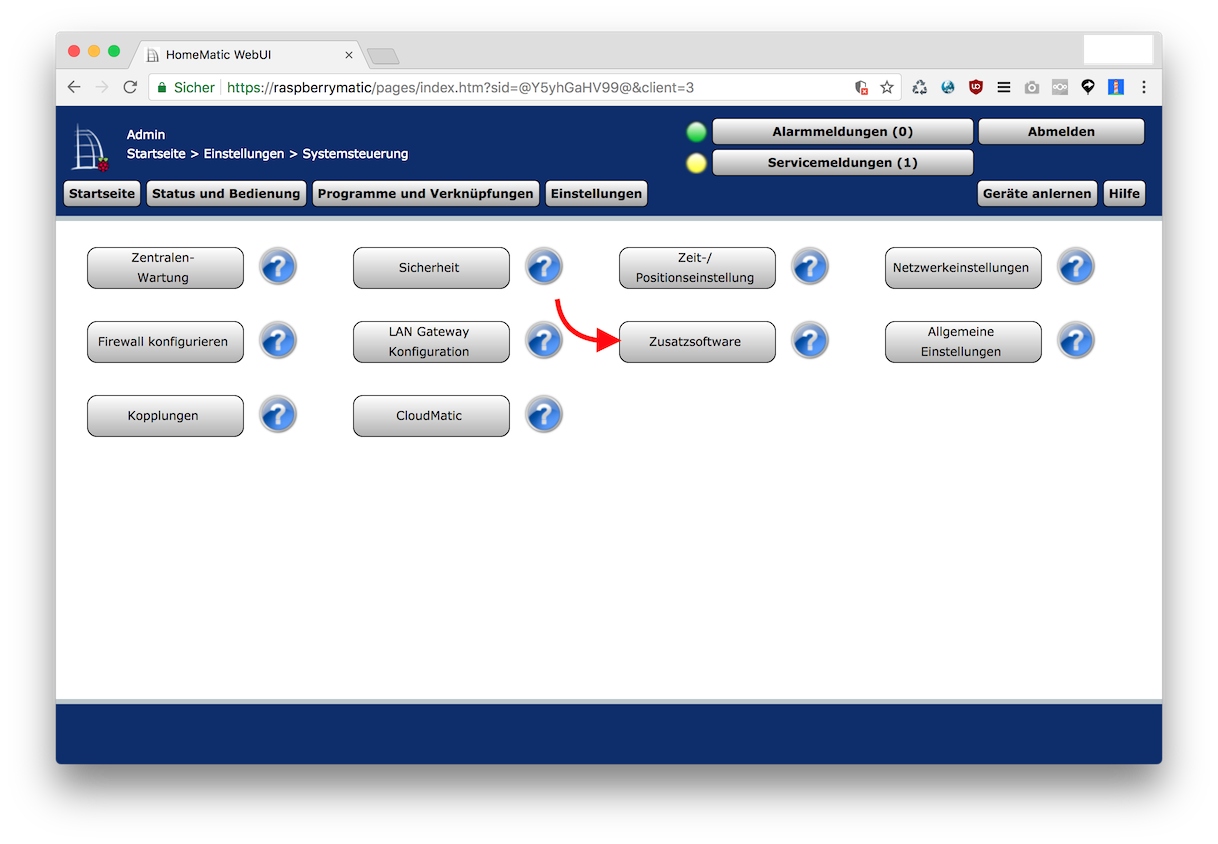 HomeMatic WebUI
Sicher https://raspberrymatic/pages/index.htm?sid=@Y5yhGaHV99@&client=3
Admin
Startseite > Einstellungen > Systemsteuerung
Alarmmeldungen (0)
Abmelden
Servicemeldungen (1)
Startseite
Status und Bedienung
Programme und Verknüpfungen
Einstellungen
Geräte anlernen
Hilfe
Zentralen-
Wartung
Sicherheit
Zeit-/
Positionseinstellung
Netzwerkeinstellungen
Firewall konfigurieren
LAN Gateway
Konfiguration
Zusatzsoftware
Allgemeine
Einstellungen
Kopplungen
CloudMatic